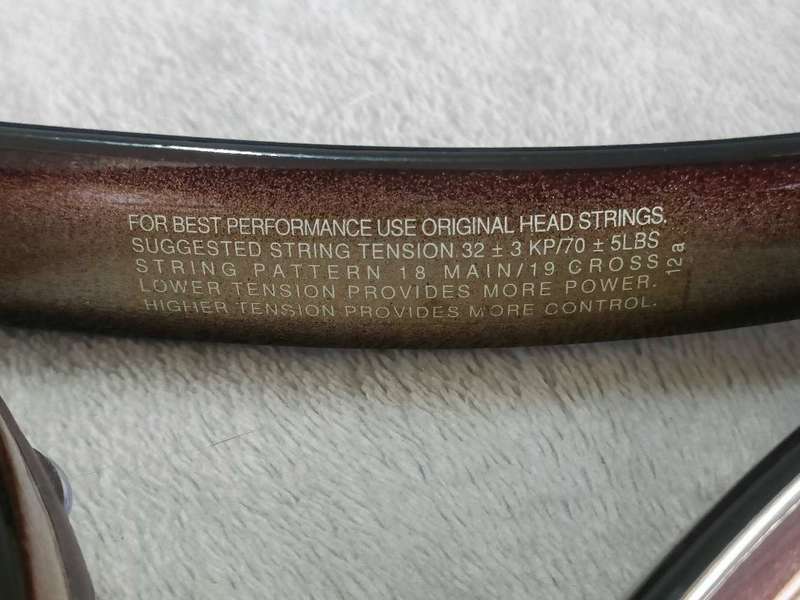 FOR BEST PERFORMANCE USE ORIGINAL HEAD STRINGS.
SUGGESTED STRING TENSION 32 ± 3 KP/70 ± 5LBS
STRING PATTERN 18 MAIN/19 CROSS
LOWER TENSION PROVIDES MORE POWER.
HIGHER TENSION PROVIDES MORE CONTROL.
12a